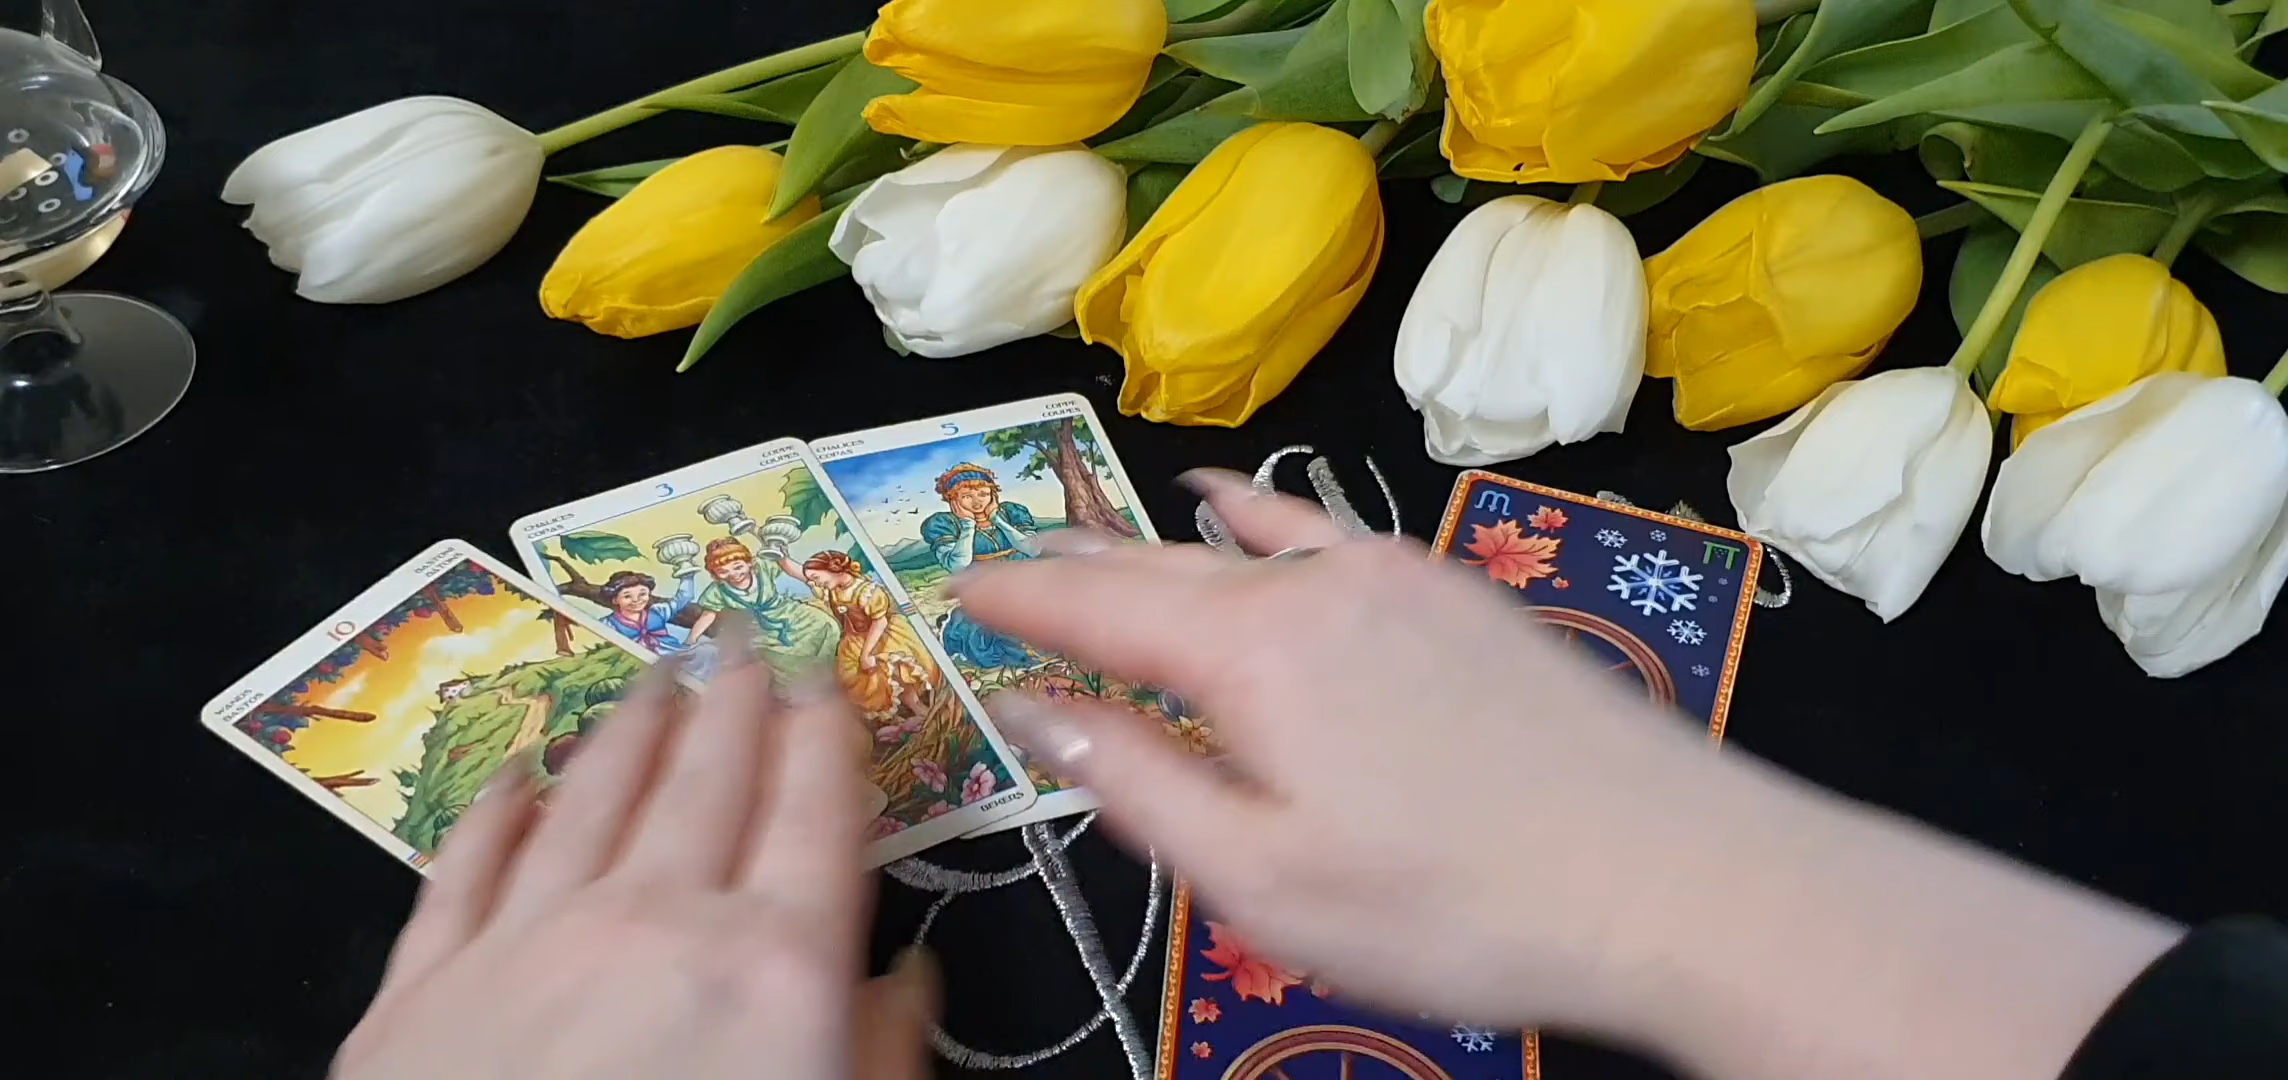 10
WANDS
BASTOS
BASTONI
BÂTONS
3
CHALICES
COPAS
COPPE
COUPES
BEKERS
5
CHALICES
COPAS
COPPE
COUPES